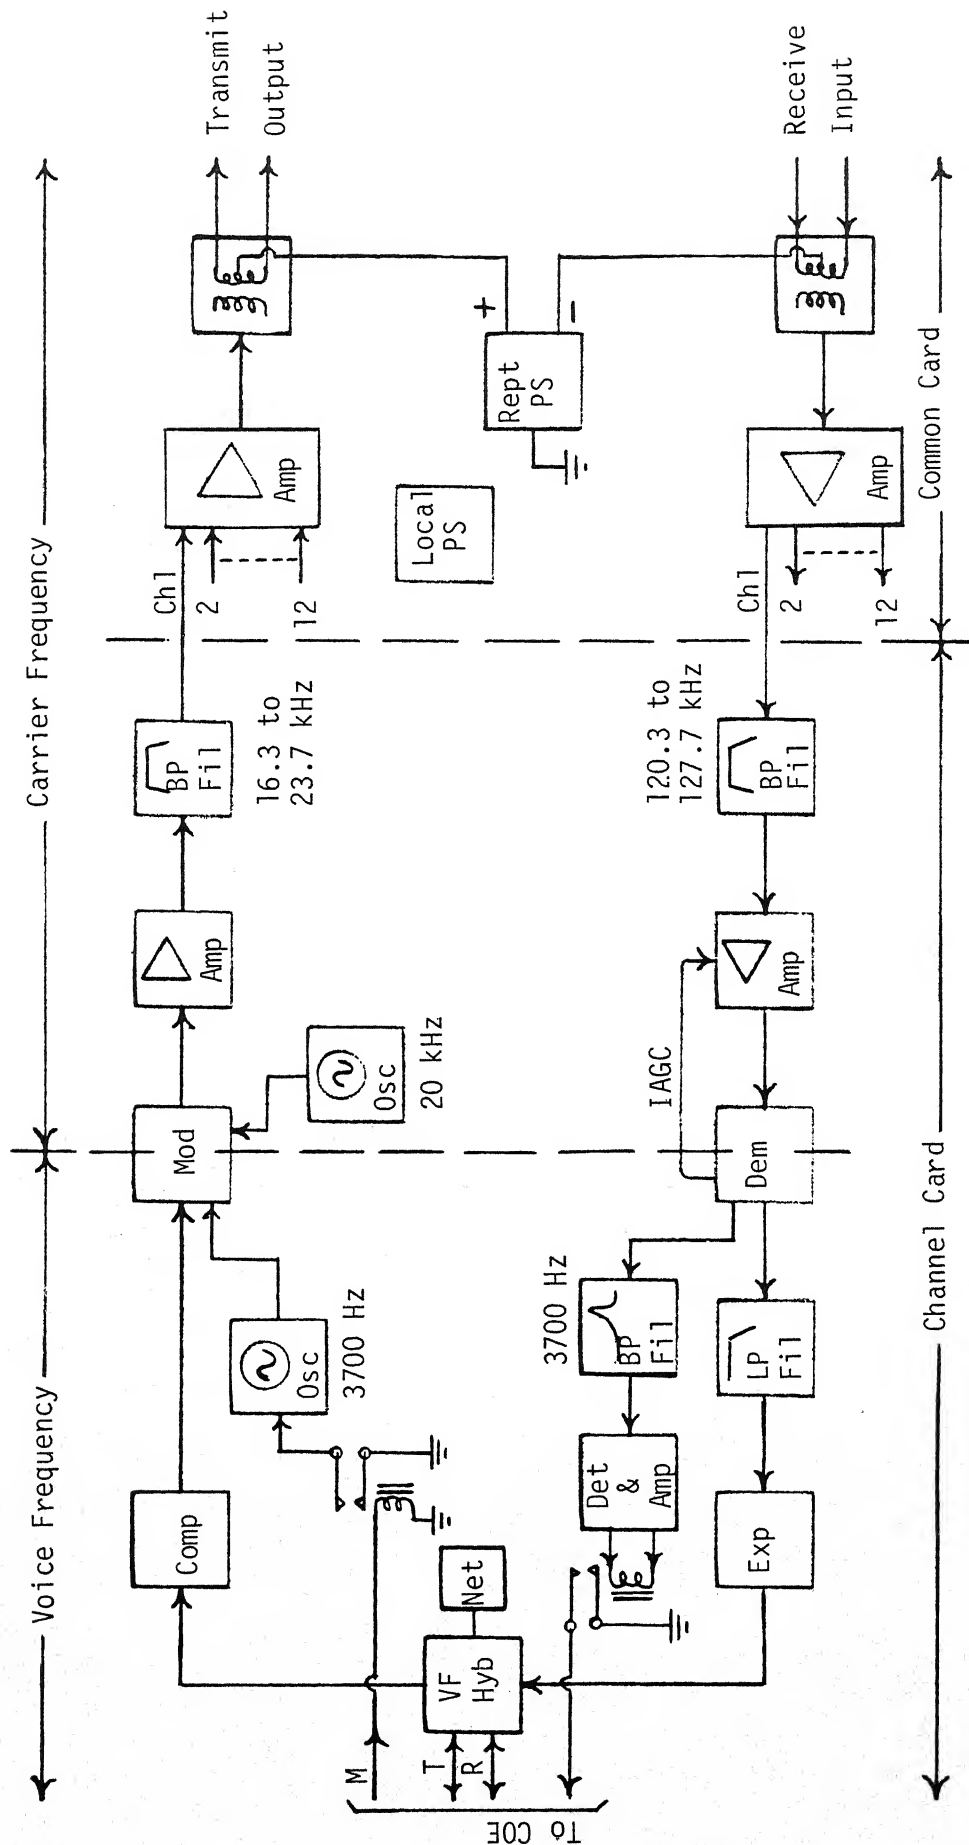 Voice Frequency
Carrier Frequency
Comp
Mod
Amp
BP
Fil
16.3 to
23.7 kHz
Ch1
2
12
Amp
Transmit
Output
Osc
3700 Hz
Osc
20 kHz
M
T
R
To COE
VF
Hyb
Net
Local
PS
Rept
PS
+
-
Det
&
Amp
3700 Hz
BP
Fil
IAGC
Exp
LP
Fil
Dem
Amp
120.3 to
127.7 kHz
BP
Fil
Ch1
2
12
Amp
Receive
Input
Channel Card
Common Card